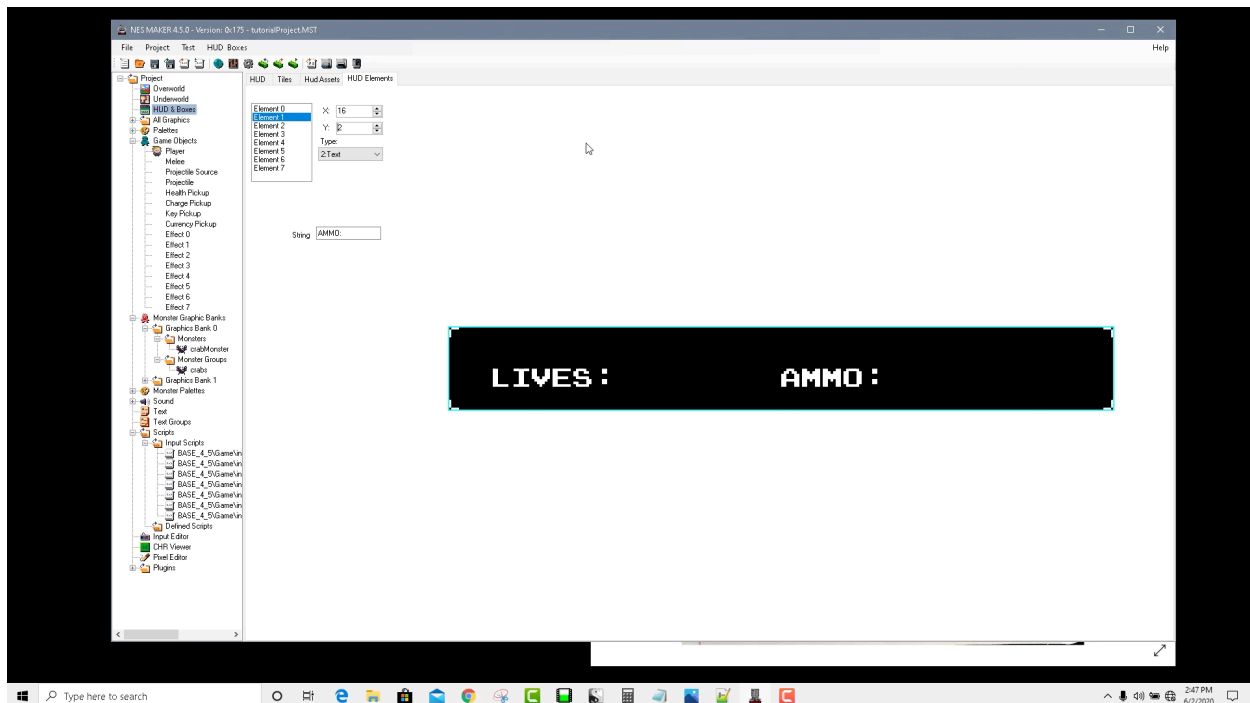 NES MAKER 4.5.0 - Version: 0x175 - tutorialProject.MST
File Project Test HUD Boxes Help
Project
Overworld
Underworld
HUD & Boxes
All Graphics
Palettes
Game Objects
Player
Melee
Projectile Source
Projectile
Health Pickup
Charge Pickup
Key Pickup
Currency Pickup
Effect 0
Effect 1
Effect 2
Effect 3
Effect 4
Effect 5
Effect 6
Effect 7
Monster Graphic Banks
Graphics Bank 0
Monsters
crabMonster
Monster Groups
crabs
Graphics Bank 1
Monster Palettes
Sound
Text
Text Groups
Scripts
Input Scripts
BASE_4_5\Game\in
BASE_4_5\Game\in
BASE_4_5\Game\in
BASE_4_5\Game\in
BASE_4_5\Game\in
BASE_4_5\Game\in
BASE_4_5\Game\in
Defined Scripts
Input Editor
CHR Viewer
Pixel Editor
Plugins
HUD Tiles Hud Assets HUD Elements
Element 0
Element 1
Element 2
Element 3
Element 4
Element 5
Element 6
Element 7
X: 16
Y: 2
Type:
2:Text
String AMMO:
LIVES: AMMO:
Type here to search
2:47 PM
6/2/2020